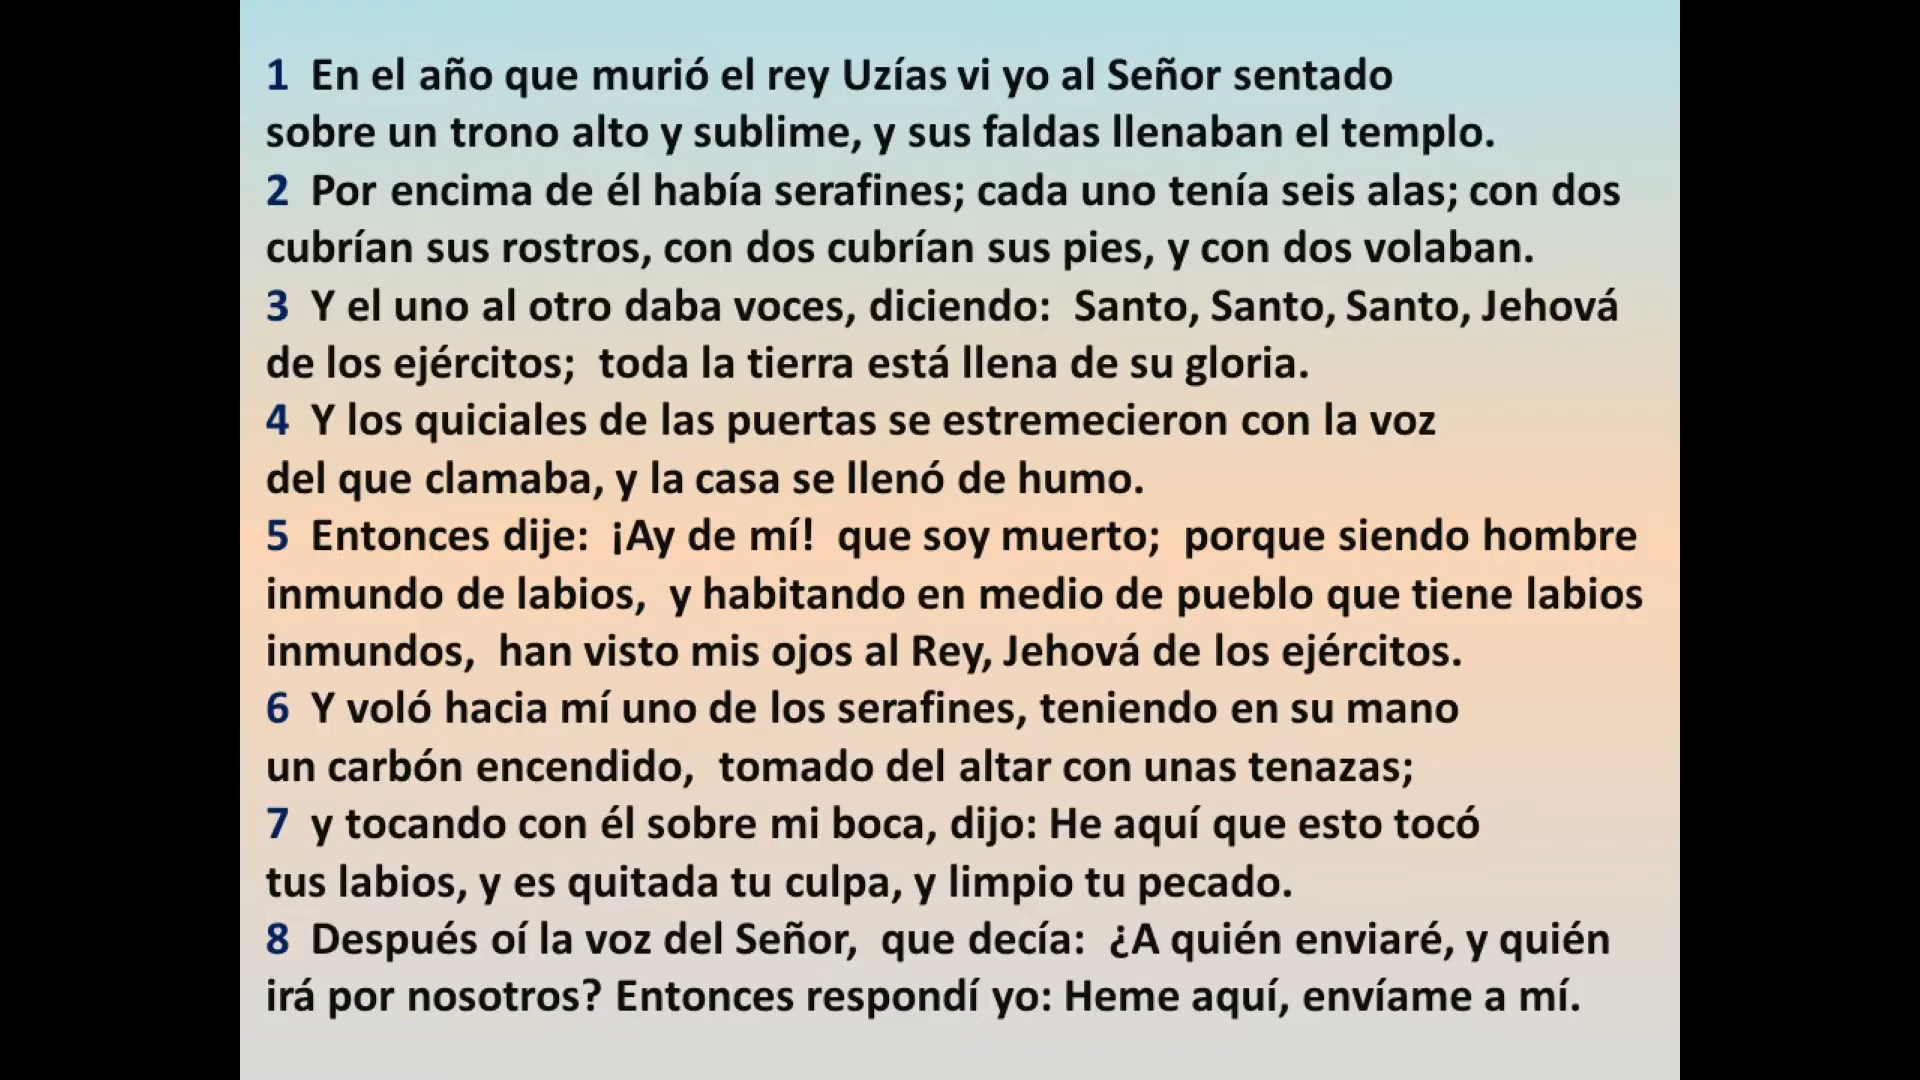 1 En el año que murió el rey Uzías vi yo al Señor sentado
sobre un trono alto y sublime, y sus faldas llenaban el templo.
2 Por encima de él había serafines; cada uno tenía seis alas; con dos
cubrían sus rostros, con dos cubrían sus pies, y con dos volaban.
3 Y el uno al otro daba voces, diciendo: Santo, Santo, Santo, Jehová
de los ejércitos; toda la tierra está llena de su gloria.
4 Y los quiciales de las puertas se estremecieron con la voz
del que clamaba, y la casa se llenó de humo.
5 Entonces dije: ¡Ay de mí! que soy muerto; porque siendo hombre
inmundo de labios, y habitando en medio de pueblo que tiene labios
inmundos, han visto mis ojos al Rey, Jehová de los ejércitos.
6 Y voló hacia mí uno de los serafines, teniendo en su mano
un carbón encendido, tomado del altar con unas tenazas;
7 y tocando con él sobre mi boca, dijo: He aquí que esto tocó
tus labios, y es quitada tu culpa, y limpio tu pecado.
8 Después oí la voz del Señor, que decía: ¿A quién enviaré, y quién
irá por nosotros? Entonces respondí yo: Heme aquí, envíame a mí.